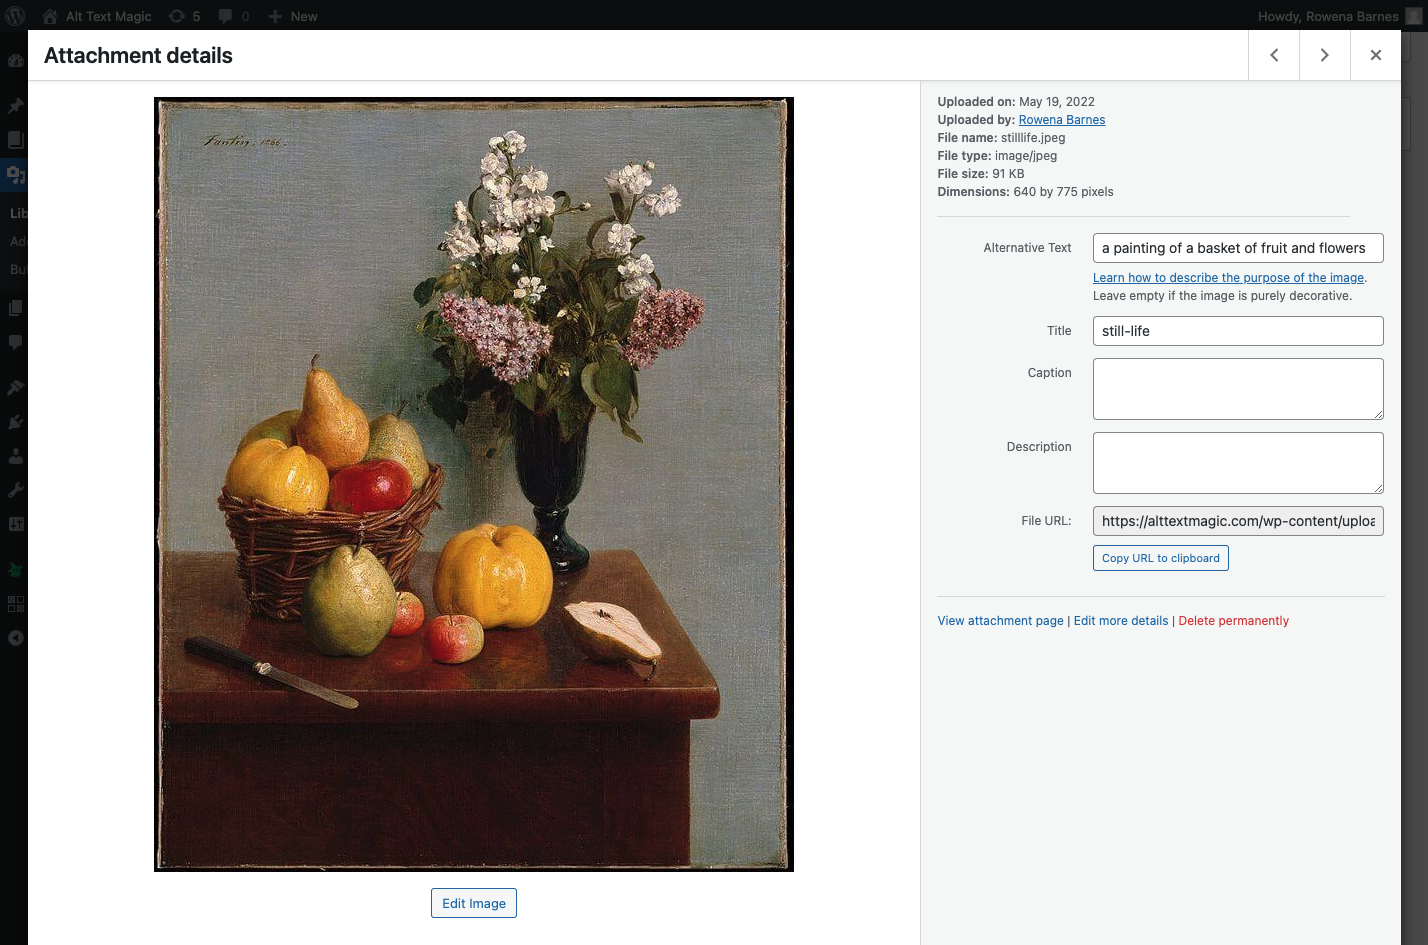 Alt Text Magic 5 0 New Howdy, Rowena Barnes
Attachment details
Fantin. 1866.
Uploaded on: May 19, 2022
Uploaded by: Rowena Barnes
File name: stilllife.jpeg
File type: image/jpeg
File size: 91 KB
Dimensions: 640 by 775 pixels
Lib
Alternative Text a painting of a basket of fruit and flowers
Learn how to describe the purpose of the image.
Leave empty if the image is purely decorative.
Title still-life
Caption
Description
File URL: https://alttextmagic.com/wp-content/uploa
Copy URL to clipboard
View attachment page | Edit more details | Delete permanently
Edit Image